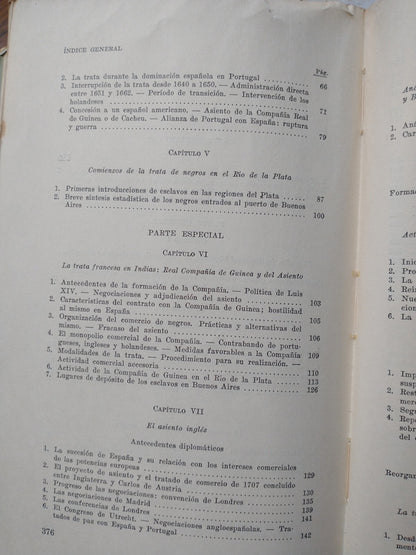 ÍNDICE GENERAL
Pág.
2. La trata durante la dominación española en Portugal 66
3. Interrupción de la trata desde 1640 a 1650. — Administración directa
entre 1651 y 1662. — Período de transición. — Intervención de los
holandeses 71
4. Concesión a un español americano. — Asiento de la Compañía Real
de Guinea o de Cacheu. — Alianza de Portugal con España: ruptura
y guerra 79
CAPÍTULO V
Comienzos de la trata de negros en el Río de la Plata
1. Primeras introducciones de esclavos en las regiones del Plata 87
2. Breve síntesis estadística de los negros entrados al puerto de Buenos
Aires 100
PARTE ESPECIAL
CAPÍTULO VI
La trata francesa en Indias: Real Compañía de Guinea y del Asiento
1. Antecedentes de la formación de la Compañía. — Política de Luis
XIV. — Negociaciones y adjudicación del asiento 103
2. Características del contrato con la Compañía de Guinea; hostilidad
al mismo en España 105
3. Organización del comercio de negros. Prácticas y alternativas del
mismo. — Fracaso del asiento 106
4. El monopolio comercial de la Compañía. — Contrabando de portu-
gueses, ingleses y holandeses. — Medidas favorables a la Compañía 109
5. Modalidades de la trata. — Procedimiento para su realización. —
Actividad comercial accesoria 110
6. Actividad de la Compañía de Guinea en el Río de la Plata 113
7. Lugares de depósito de los esclavos en Buenos Aires 126
CAPÍTULO VII
El asiento inglés
Antecedentes diplomáticos
1. La sucesión de España y su relación con los intereses comerciales
de las potencias europeas 129
2. El proyecto de asiento y el tratado de comercio de 1707 concluído
entre Inglaterra y Carlos de Austria 130
3. Progreso de las negociaciones: convención de Londres 135
4. Las negociaciones de Madrid 139
5. Las conferencias de Londres 141
6. El Congreso de Utrecht. — Negociaciones angloespañolas. — Tra-
tados de paz con España y Portugal 142
376